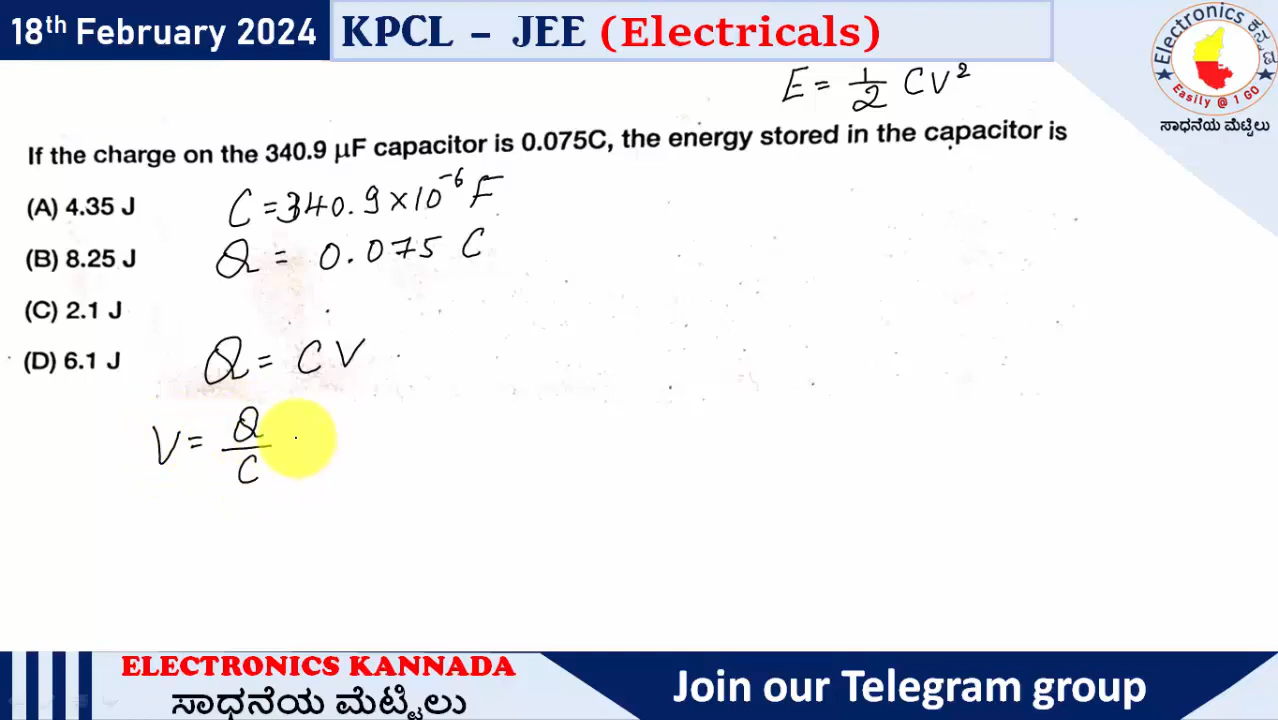 18th February 2024
KPCL – JEE (Electricals)
Electronics ಕನ್ನಡ
Easily @ 1 GO
ಸಾಧನೆಯ ಮೆಟ್ಟಿಲು
E = 1/2 CV²
If the charge on the 340.9 μF capacitor is 0.075C, the energy stored in the capacitor is
(A) 4.35 J
C = 340.9 × 10⁻⁶ F
(B) 8.25 J
Q = 0.075 C
(C) 2.1 J
(D) 6.1 J
Q = CV
V = Q/C
ELECTRONICS KANNADA
ಸಾಧನೆಯ ಮೆಟ್ಟಿಲು
Join our Telegram group